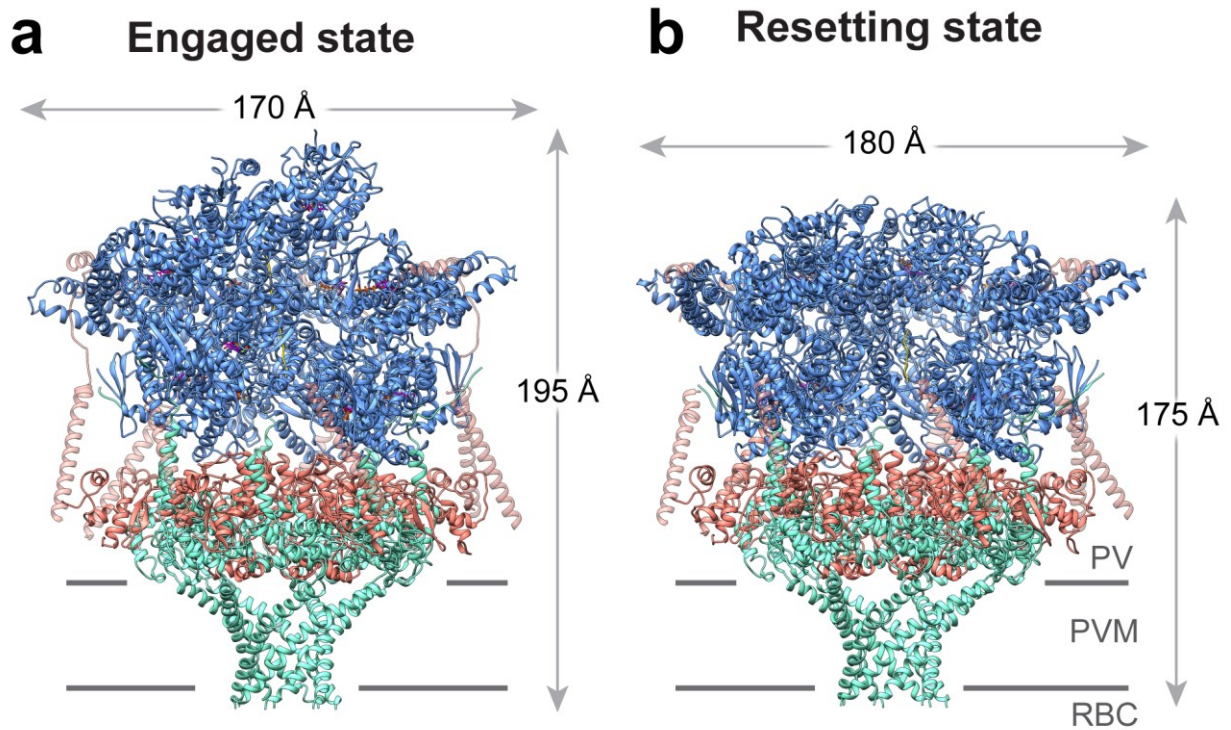 a Engaged state
170 Å
195 Å
b Resetting state
180 Å
175 Å
PV
PVM
RBC